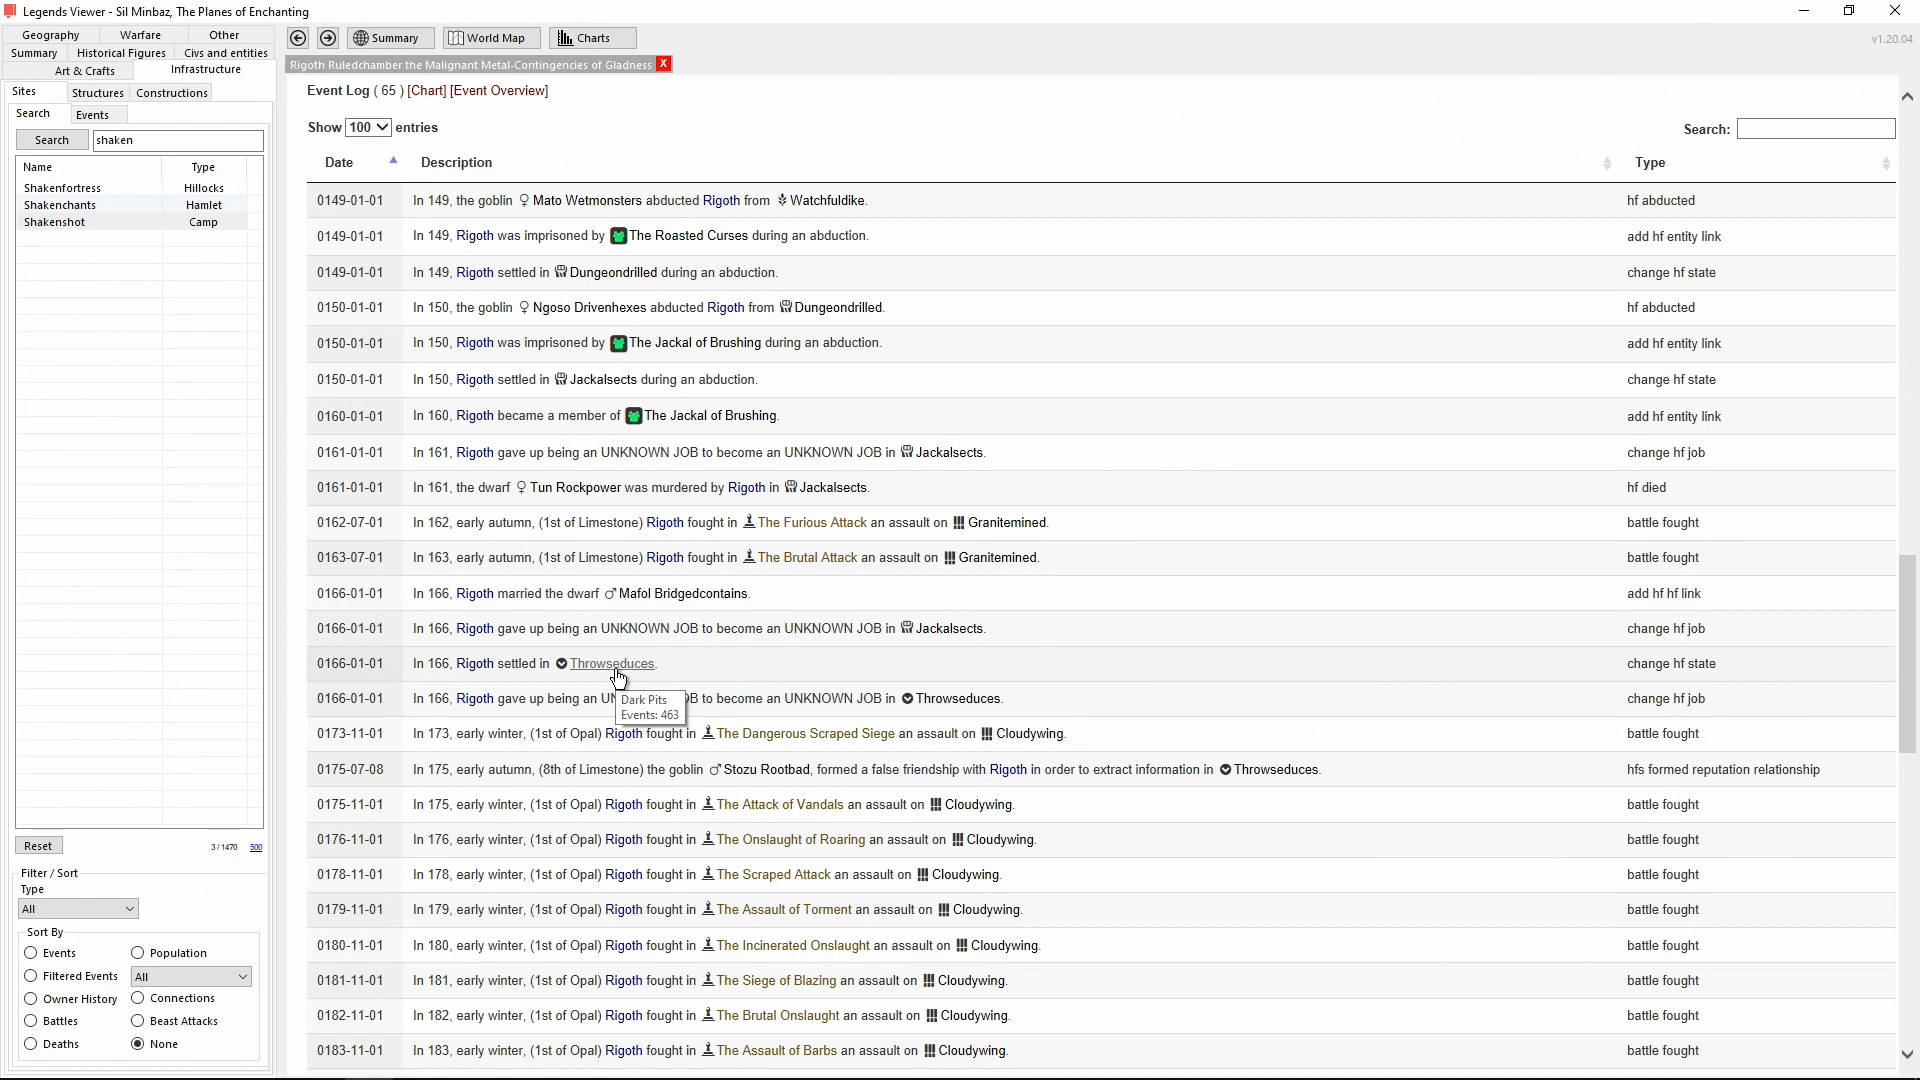 Legends Viewer - Sil Minbaz, The Planes of Enchanting
Geography Warfare Other
Summary Historical Figures Civs and entities
Art & Crafts Infrastructure
Sites Structures Constructions
Search Events
Search shaken
Name Type
Shakenfortress Hillocks
Shakenchants Hamlet
Shakenshot Camp
Reset 3 / 1470 500
Filter / Sort
Type
All
Sort By
Events Population
Filtered Events All
Owner History Connections
Battles Beast Attacks
Deaths None
Summary World Map Charts
v1.20.04
Rigoth Ruledchamber the Malignant Metal-Contingencies of Gladness X
Event Log ( 65 ) [Chart] [Event Overview]
Show 100 entries Search:
Date Description Type
0149-01-01 In 149, the goblin ♀ Mato Wetmonsters abducted Rigoth from Watchfuldike. hf abducted
0149-01-01 In 149, Rigoth was imprisoned by The Roasted Curses during an abduction. add hf entity link
0149-01-01 In 149, Rigoth settled in Dungeondrilled during an abduction. change hf state
0150-01-01 In 150, the goblin ♀ Ngoso Drivenhexes abducted Rigoth from Dungeondrilled. hf abducted
0150-01-01 In 150, Rigoth was imprisoned by The Jackal of Brushing during an abduction. add hf entity link
0150-01-01 In 150, Rigoth settled in Jackalsects during an abduction. change hf state
0160-01-01 In 160, Rigoth became a member of The Jackal of Brushing. add hf entity link
0161-01-01 In 161, Rigoth gave up being an UNKNOWN JOB to become an UNKNOWN JOB in Jackalsects. change hf job
0161-01-01 In 161, the dwarf ♀ Tun Rockpower was murdered by Rigoth in Jackalsects. hf died
0162-07-01 In 162, early autumn, (1st of Limestone) Rigoth fought in The Furious Attack an assault on Granitemined. battle fought
0163-07-01 In 163, early autumn, (1st of Limestone) Rigoth fought in The Brutal Attack an assault on Granitemined. battle fought
0166-01-01 In 166, Rigoth married the dwarf ♂ Mafol Bridgedcontains. add hf hf link
0166-01-01 In 166, Rigoth gave up being an UNKNOWN JOB to become an UNKNOWN JOB in Jackalsects. change hf job
0166-01-01 In 166, Rigoth settled in Throwseduces. change hf state
0166-01-01 In 166, Rigoth gave up being an UN B to become an UNKNOWN JOB in Throwseduces. change hf job
Dark Pits
Events: 463
0173-11-01 In 173, early winter, (1st of Opal) Rigoth fought in The Dangerous Scraped Siege an assault on Cloudywing. battle fought
0175-07-08 In 175, early autumn, (8th of Limestone) the goblin ♂ Stozu Rootbad, formed a false friendship with Rigoth in order to extract information in Throwseduces. hfs formed reputation relationship
0175-11-01 In 175, early winter, (1st of Opal) Rigoth fought in The Attack of Vandals an assault on Cloudywing. battle fought
0176-11-01 In 176, early winter, (1st of Opal) Rigoth fought in The Onslaught of Roaring an assault on Cloudywing. battle fought
0178-11-01 In 178, early winter, (1st of Opal) Rigoth fought in The Scraped Attack an assault on Cloudywing. battle fought
0179-11-01 In 179, early winter, (1st of Opal) Rigoth fought in The Assault of Torment an assault on Cloudywing. battle fought
0180-11-01 In 180, early winter, (1st of Opal) Rigoth fought in The Incinerated Onslaught an assault on Cloudywing. battle fought
0181-11-01 In 181, early winter, (1st of Opal) Rigoth fought in The Siege of Blazing an assault on Cloudywing. battle fought
0182-11-01 In 182, early winter, (1st of Opal) Rigoth fought in The Brutal Onslaught an assault on Cloudywing. battle fought
0183-11-01 In 183, early winter, (1st of Opal) Rigoth fought in The Assault of Barbs an assault on Cloudywing. battle fought